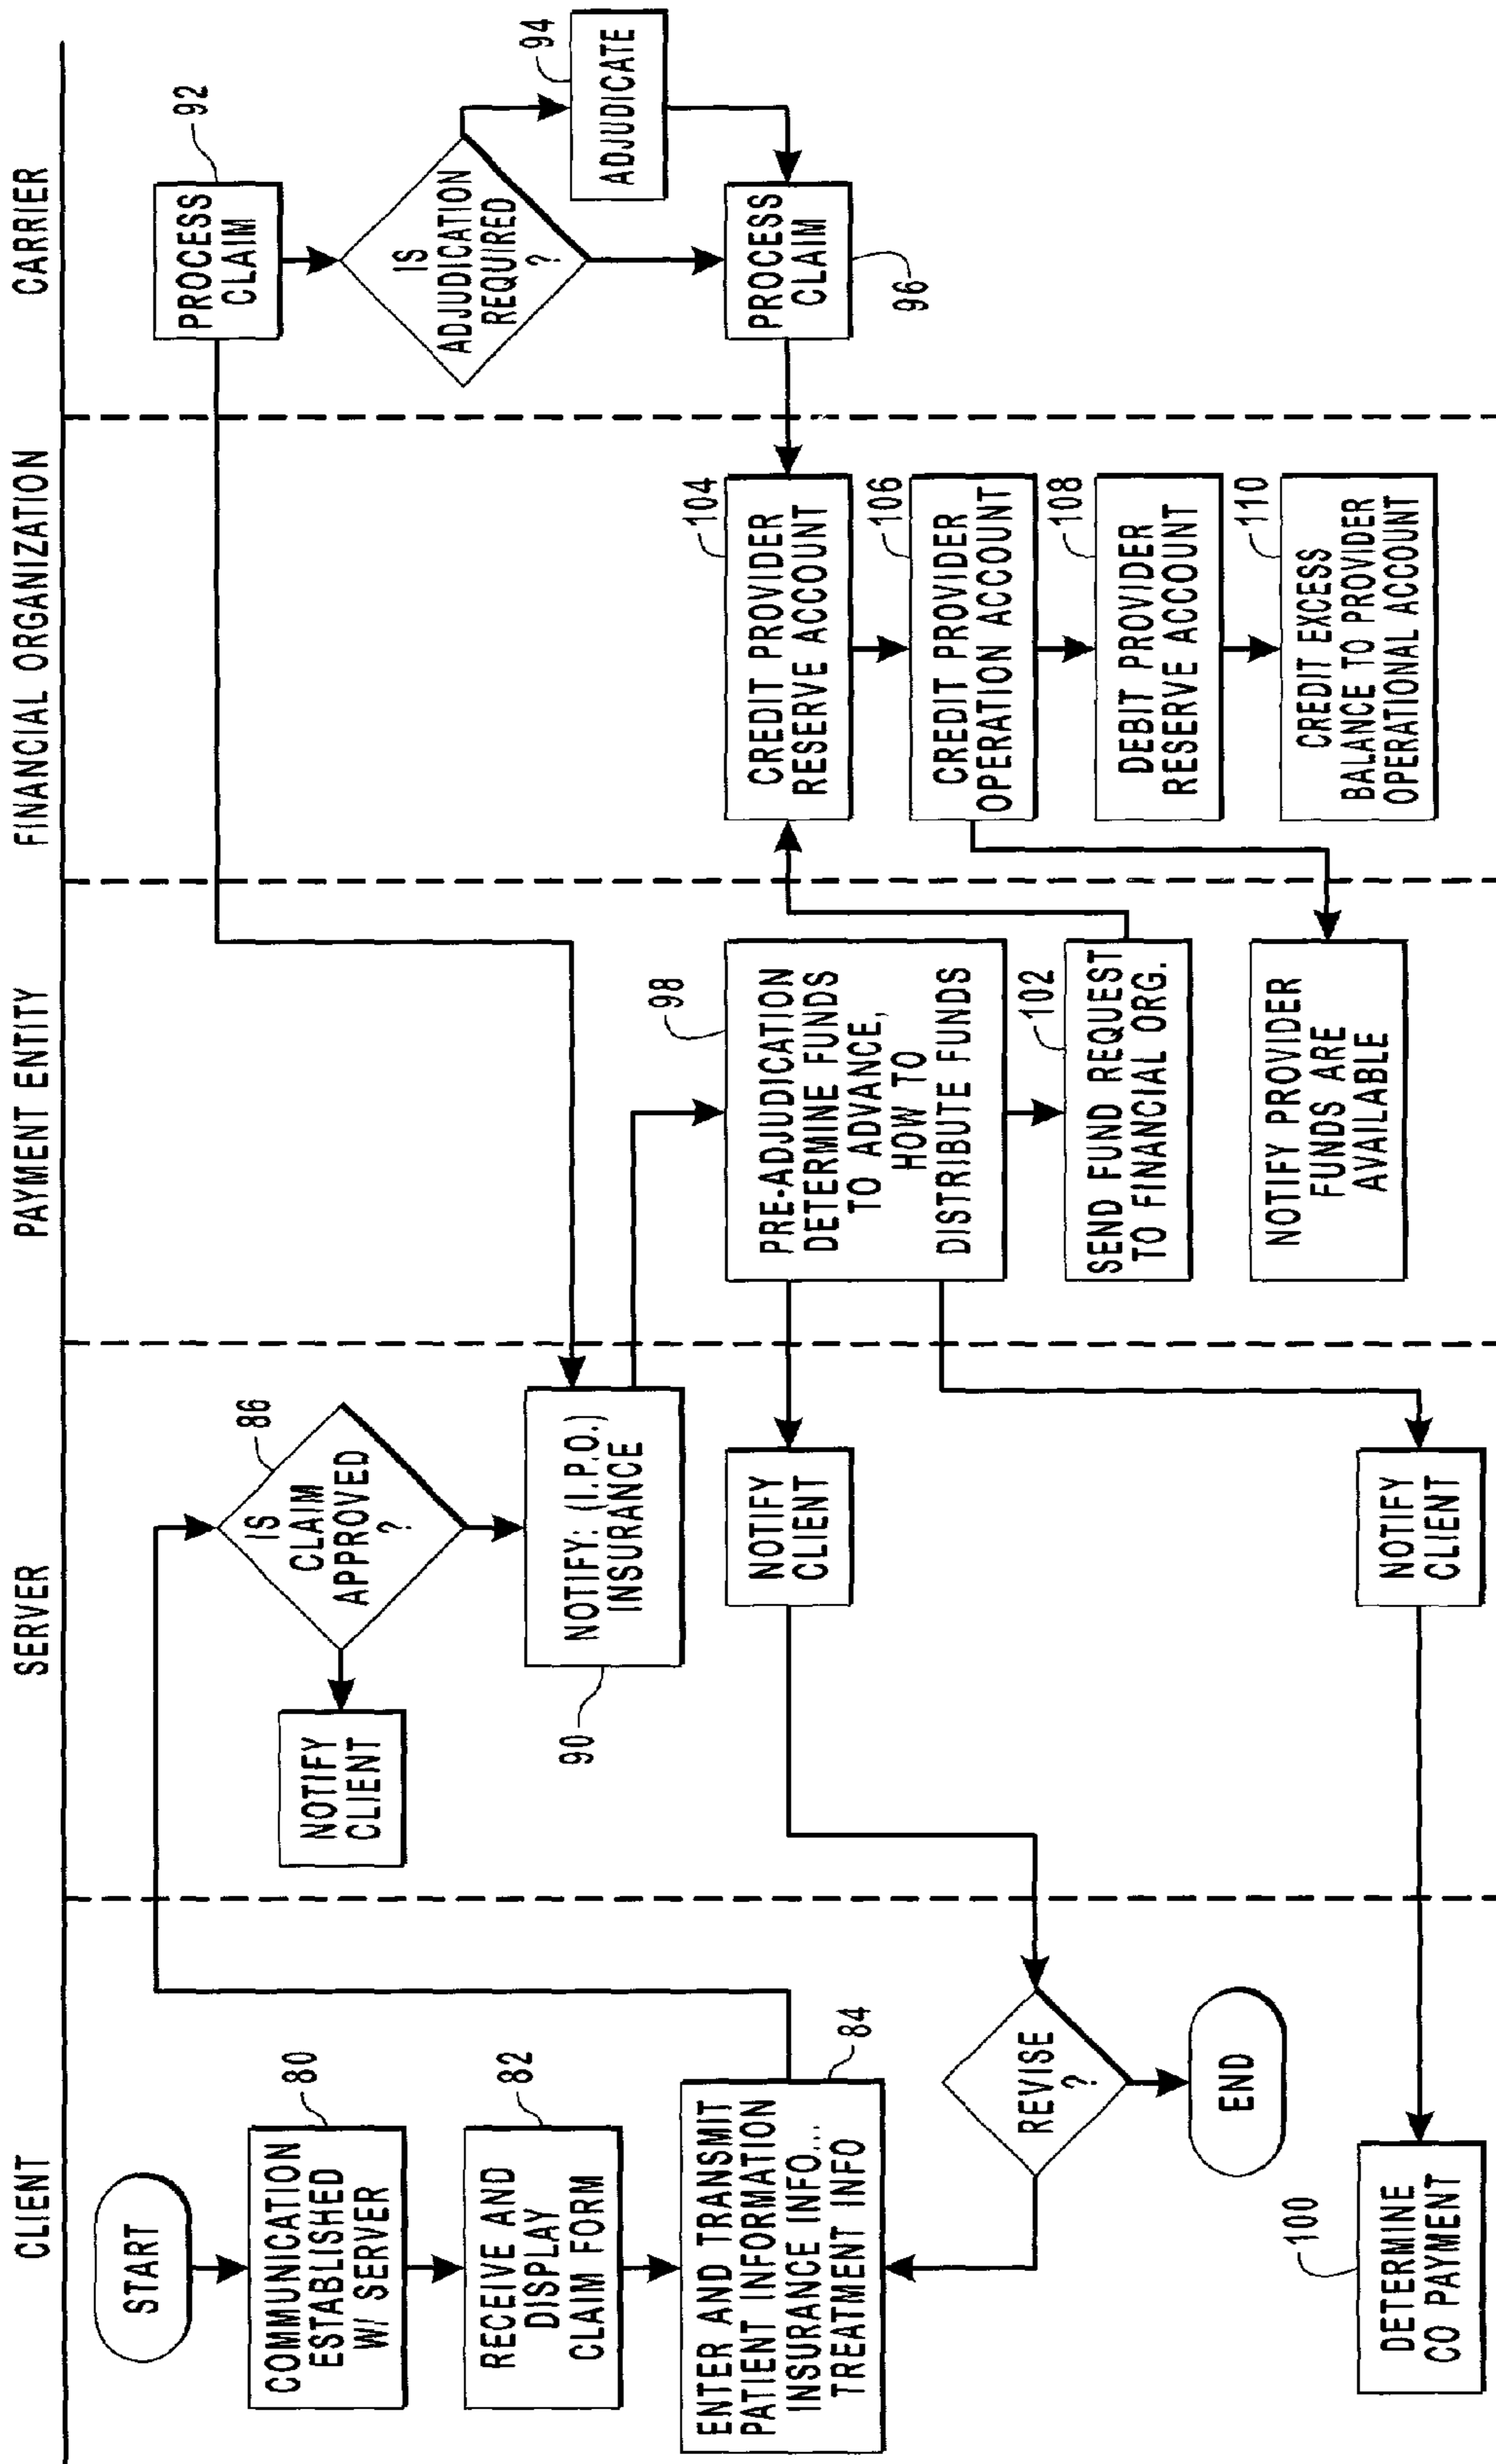 CLIENT
SERVER
PAYMENT ENTITY
FINANCIAL ORGANIZATION
CARRIER
START
COMMUNICATION
ESTABLISHED
W/ SERVER
80
RECEIVE AND
DISPLAY
CLAIM FORM
82
ENTER AND TRANSMIT
PATIENT INFORMATION
INSURANCE INFO...
TREATMENT INFO
84
REVISE
?
END
DETERMINE
CO PAYMENT
100
IS
CLAIM
APPROVED
?
86
NOTIFY
CLIENT
NOTIFY: (I.P.O.)
INSURANCE
90
NOTIFY
CLIENT
NOTIFY
CLIENT
PRE-ADJUDICATION
DETERMINE FUNDS
TO ADVANCE,
HOW TO
DISTRIBUTE FUNDS
98
SEND FUND REQUEST
TO FINANCIAL ORG.
102
NOTIFY PROVIDER
FUNDS ARE
AVAILABLE
CREDIT PROVIDER
RESERVE ACCOUNT
104
CREDIT PROVIDER
OPERATION ACCOUNT
106
DEBIT PROVIDER
RESERVE ACCOUNT
108
CREDIT EXCESS
BALANCE TO PROVIDER
OPERATIONAL ACCOUNT
110
PROCESS
CLAIM
92
IS
ADJUDICATION
REQUIRED
?
ADJUDICATE
94
PROCESS
CLAIM
96